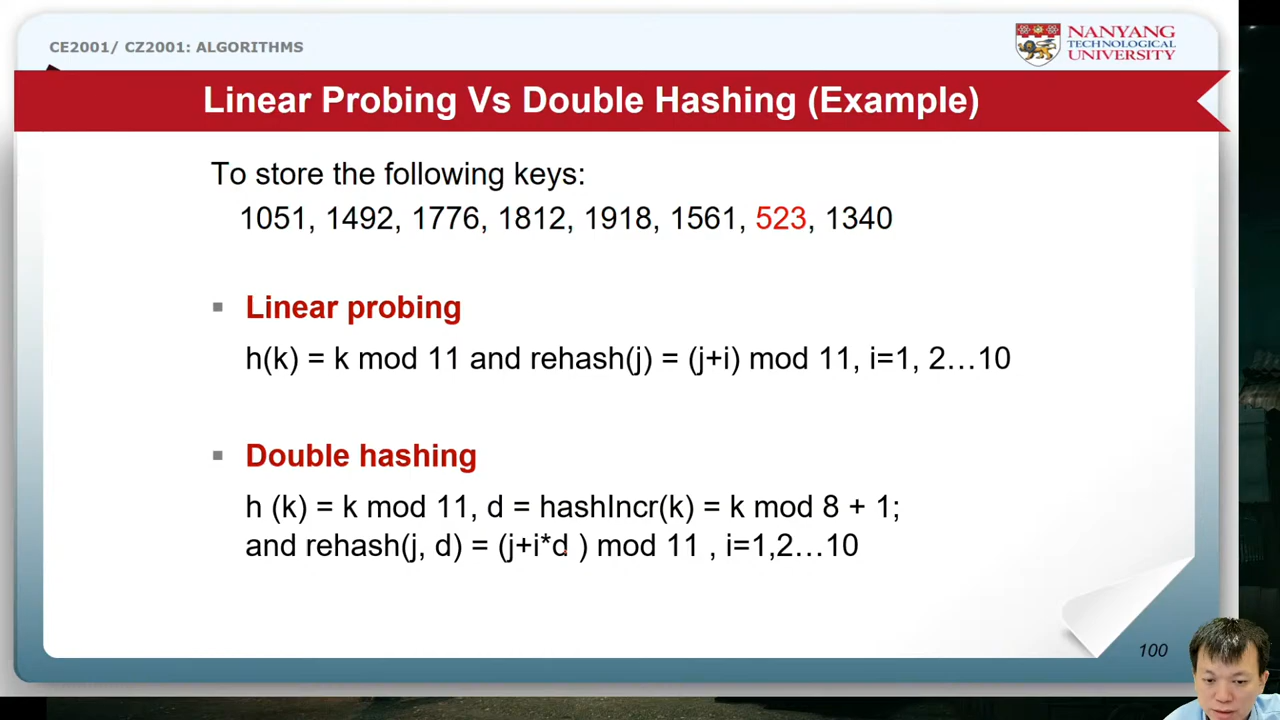 CE2001/ CZ2001: ALGORITHMS
NANYANG
TECHNOLOGICAL
UNIVERSITY
Linear Probing Vs Double Hashing (Example)
To store the following keys:
1051, 1492, 1776, 1812, 1918, 1561, 523, 1340
Linear probing
h(k) = k mod 11 and rehash(j) = (j+i) mod 11, i=1, 2…10
Double hashing
h (k) = k mod 11, d = hashIncr(k) = k mod 8 + 1;
and rehash(j, d) = (j+i*d ) mod 11 , i=1,2…10
100